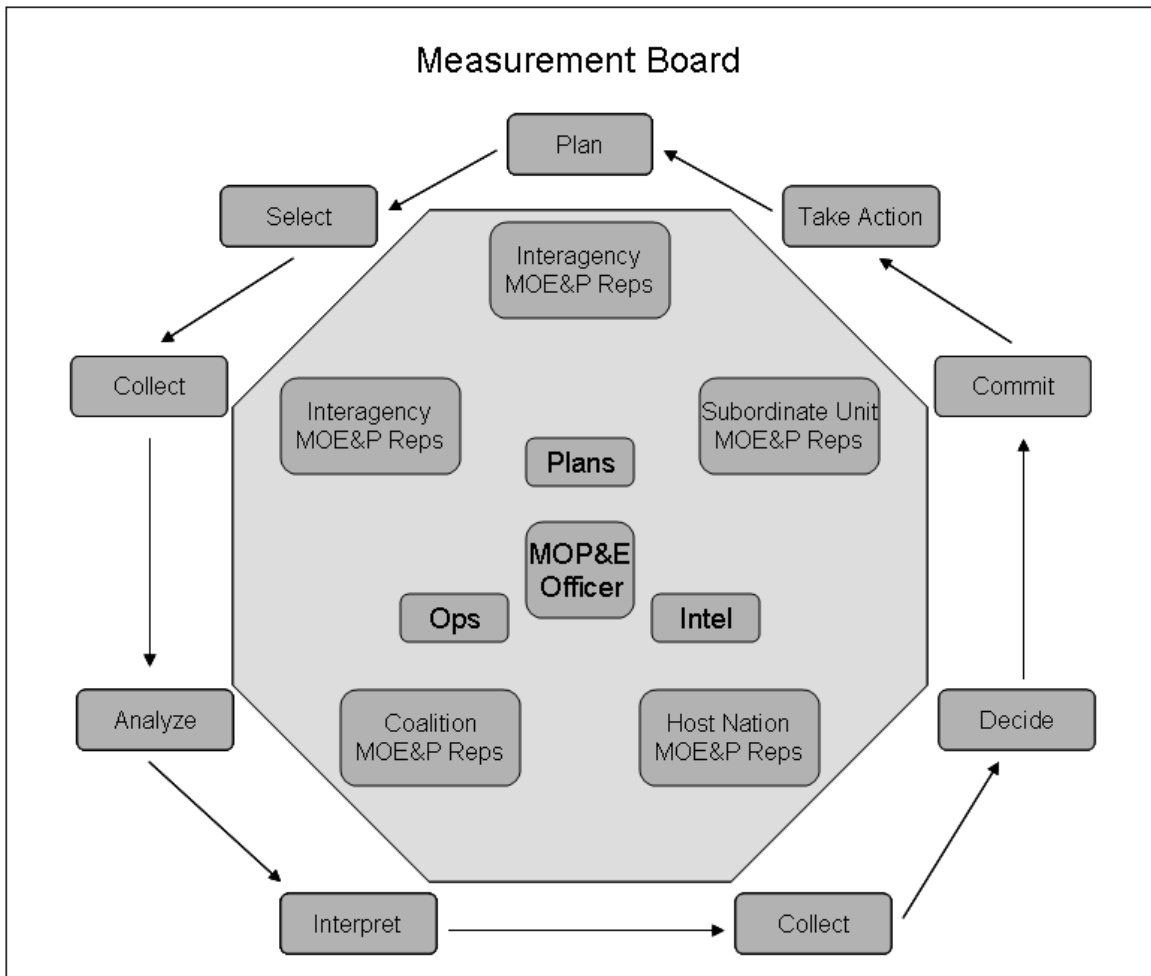 Measurement Board
Plan
Select
Take Action
Interagency
MOE&P Reps
Collect
Commit
Interagency
MOE&P Reps
Subordinate Unit
MOE&P Reps
Plans
MOP&E
Officer
Ops
Intel
Analyze
Decide
Coalition
MOE&P Reps
Host Nation
MOE&P Reps
Interpret
Collect